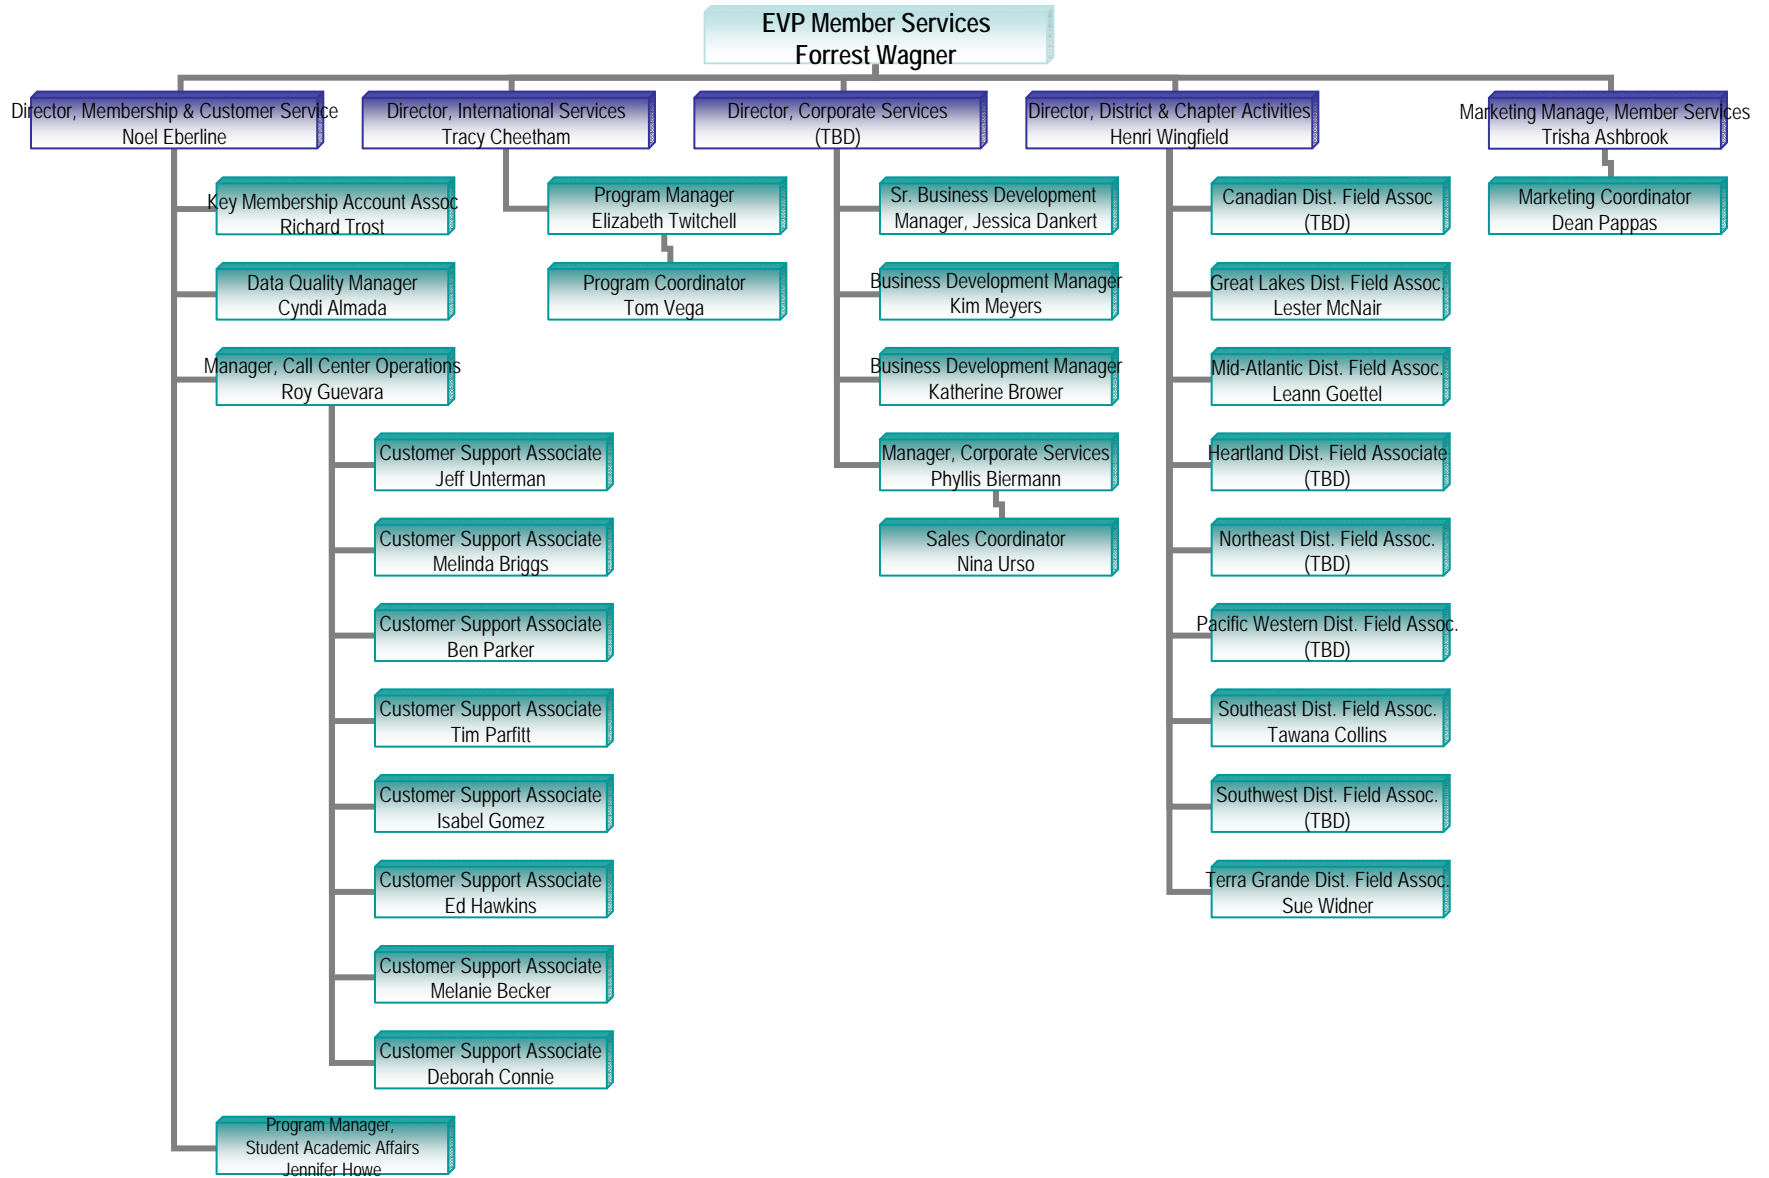 EVP Member Services
Forrest Wagner
Director, Membership & Customer Service
Noel Eberline
Director, International Services
Tracy Cheetham
Director, Corporate Services
(TBD)
Director, District & Chapter Activities
Henri Wingfield
Marketing Manage, Member Services
Trisha Ashbrook
Key Membership Account Assoc
Richard Trost
Data Quality Manager
Cyndi Almada
Manager, Call Center Operations
Roy Guevara
Customer Support Associate
Jeff Unterman
Customer Support Associate
Melinda Briggs
Customer Support Associate
Ben Parker
Customer Support Associate
Tim Parfitt
Customer Support Associate
Isabel Gomez
Customer Support Associate
Ed Hawkins
Customer Support Associate
Melanie Becker
Customer Support Associate
Deborah Connie
Program Manager,
Student Academic Affairs
Jennifer Howe
Program Manager
Elizabeth Twitchell
Program Coordinator
Tom Vega
Sr. Business Development
Manager, Jessica Dankert
Business Development Manager
Kim Meyers
Business Development Manager
Katherine Brower
Manager, Corporate Services
Phyllis Biermann
Sales Coordinator
Nina Urso
Canadian Dist. Field Assoc
(TBD)
Great Lakes Dist. Field Assoc.
Lester McNair
Mid-Atlantic Dist. Field Assoc.
Leann Goettel
Heartland Dist. Field Associate
(TBD)
Northeast Dist. Field Assoc.
(TBD)
Pacific Western Dist. Field Assoc.
(TBD)
Southeast Dist. Field Assoc.
Tawana Collins
Southwest Dist. Field Assoc.
(TBD)
Terra Grande Dist. Field Assoc.
Sue Widner
Marketing Coordinator
Dean Pappas